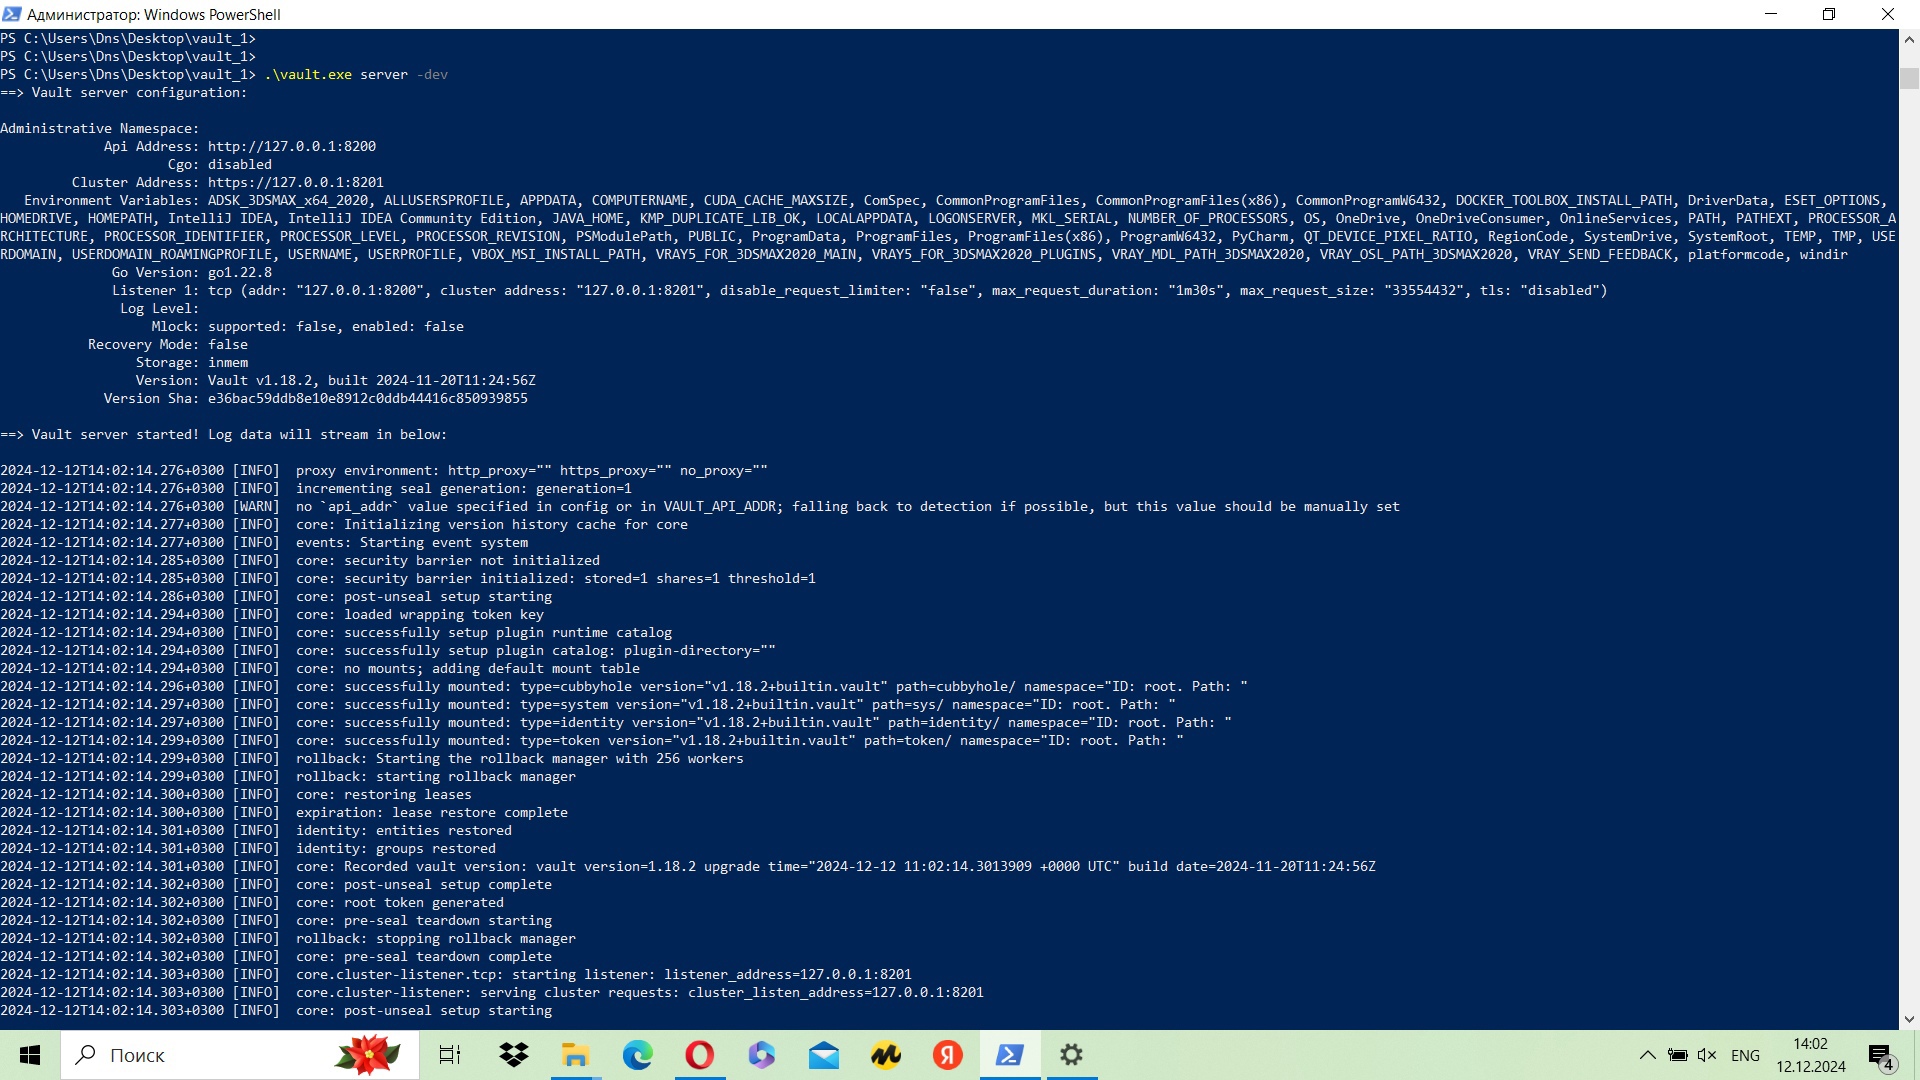 Администратор: Windows PowerShell
PS C:\Users\Dns\Desktop\vault_1>
PS C:\Users\Dns\Desktop\vault_1>
PS C:\Users\Dns\Desktop\vault_1> .\vault.exe server -dev
==> Vault server configuration:
Administrative Namespace:
Api Address: http://127.0.0.1:8200
Cgo: disabled
Cluster Address: https://127.0.0.1:8201
Environment Variables: ADSK_3DSMAX_x64_2020, ALLUSERSPROFILE, APPDATA, COMPUTERNAME, CUDA_CACHE_MAXSIZE, ComSpec, CommonProgramFiles, CommonProgramFiles(x86), CommonProgramW6432, DOCKER_TOOLBOX_INSTALL_PATH, DriverData, ESET_OPTIONS,
HOMEDRIVE, HOMEPATH, IntelliJ IDEA, IntelliJ IDEA Community Edition, JAVA_HOME, KMP_DUPLICATE_LIB_OK, LOCALAPPDATA, LOGONSERVER, MKL_SERIAL, NUMBER_OF_PROCESSORS, OS, OneDrive, OneDriveConsumer, OnlineServices, PATH, PATHEXT, PROCESSOR_A
RCHITECTURE, PROCESSOR_IDENTIFIER, PROCESSOR_LEVEL, PROCESSOR_REVISION, PSModulePath, PUBLIC, ProgramData, ProgramFiles, ProgramFiles(x86), ProgramW6432, PyCharm, QT_DEVICE_PIXEL_RATIO, RegionCode, SystemDrive, SystemRoot, TEMP, TMP, USE
RDOMAIN, USERDOMAIN_ROAMINGPROFILE, USERNAME, USERPROFILE, VBOX_MSI_INSTALL_PATH, VRAY5_FOR_3DSMAX2020_MAIN, VRAY5_FOR_3DSMAX2020_PLUGINS, VRAY_MDL_PATH_3DSMAX2020, VRAY_OSL_PATH_3DSMAX2020, VRAY_SEND_FEEDBACK, platformcode, windir
Go Version: go1.22.8
Listener 1: tcp (addr: "127.0.0.1:8200", cluster address: "127.0.0.1:8201", disable_request_limiter: "false", max_request_duration: "1m30s", max_request_size: "33554432", tls: "disabled")
Log Level:
Mlock: supported: false, enabled: false
Recovery Mode: false
Storage: inmem
Version: Vault v1.18.2, built 2024-11-20T11:24:56Z
Version Sha: e36bac59ddb8e10e8912c0ddb44416c850939855
==> Vault server started! Log data will stream in below:
2024-12-12T14:02:14.276+0300 [INFO]  proxy environment: http_proxy="" https_proxy="" no_proxy=""
2024-12-12T14:02:14.276+0300 [INFO]  incrementing seal generation: generation=1
2024-12-12T14:02:14.276+0300 [WARN]  no `api_addr` value specified in config or in VAULT_API_ADDR; falling back to detection if possible, but this value should be manually set
2024-12-12T14:02:14.277+0300 [INFO]  core: Initializing version history cache for core
2024-12-12T14:02:14.277+0300 [INFO]  events: Starting event system
2024-12-12T14:02:14.285+0300 [INFO]  core: security barrier not initialized
2024-12-12T14:02:14.285+0300 [INFO]  core: security barrier initialized: stored=1 shares=1 threshold=1
2024-12-12T14:02:14.286+0300 [INFO]  core: post-unseal setup starting
2024-12-12T14:02:14.294+0300 [INFO]  core: loaded wrapping token key
2024-12-12T14:02:14.294+0300 [INFO]  core: successfully setup plugin runtime catalog
2024-12-12T14:02:14.294+0300 [INFO]  core: successfully setup plugin catalog: plugin-directory=""
2024-12-12T14:02:14.294+0300 [INFO]  core: no mounts; adding default mount table
2024-12-12T14:02:14.296+0300 [INFO]  core: successfully mounted: type=cubbyhole version="v1.18.2+builtin.vault" path=cubbyhole/ namespace="ID: root. Path: "
2024-12-12T14:02:14.297+0300 [INFO]  core: successfully mounted: type=system version="v1.18.2+builtin.vault" path=sys/ namespace="ID: root. Path: "
2024-12-12T14:02:14.297+0300 [INFO]  core: successfully mounted: type=identity version="v1.18.2+builtin.vault" path=identity/ namespace="ID: root. Path: "
2024-12-12T14:02:14.299+0300 [INFO]  core: successfully mounted: type=token version="v1.18.2+builtin.vault" path=token/ namespace="ID: root. Path: "
2024-12-12T14:02:14.299+0300 [INFO]  rollback: Starting the rollback manager with 256 workers
2024-12-12T14:02:14.299+0300 [INFO]  rollback: starting rollback manager
2024-12-12T14:02:14.300+0300 [INFO]  core: restoring leases
2024-12-12T14:02:14.300+0300 [INFO]  expiration: lease restore complete
2024-12-12T14:02:14.301+0300 [INFO]  identity: entities restored
2024-12-12T14:02:14.301+0300 [INFO]  identity: groups restored
2024-12-12T14:02:14.301+0300 [INFO]  core: Recorded vault version: vault version=1.18.2 upgrade time="2024-12-12 11:02:14.3013909 +0000 UTC" build date=2024-11-20T11:24:56Z
2024-12-12T14:02:14.302+0300 [INFO]  core: post-unseal setup complete
2024-12-12T14:02:14.302+0300 [INFO]  core: root token generated
2024-12-12T14:02:14.302+0300 [INFO]  core: pre-seal teardown starting
2024-12-12T14:02:14.302+0300 [INFO]  rollback: stopping rollback manager
2024-12-12T14:02:14.302+0300 [INFO]  core: pre-seal teardown complete
2024-12-12T14:02:14.303+0300 [INFO]  core.cluster-listener.tcp: starting listener: listener_address=127.0.0.1:8201
2024-12-12T14:02:14.303+0300 [INFO]  core.cluster-listener: serving cluster requests: cluster_listen_address=127.0.0.1:8201
2024-12-12T14:02:14.303+0300 [INFO]  core: post-unseal setup starting
Поиск
Я
ENG
14:02
12.12.2024
4